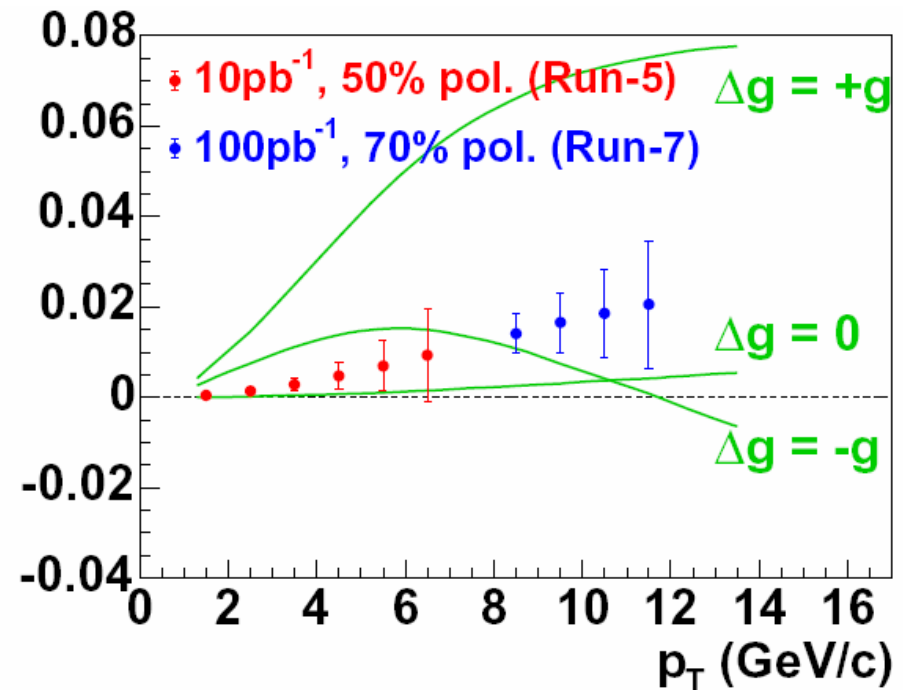 0.08
10pb⁻¹, 50% pol. (Run-5)
Δg = +g
0.06
100pb⁻¹, 70% pol. (Run-7)
0.04
0.02
Δg = 0
0
Δg = -g
-0.02
-0.04
0 2 4 6 8 10 12 14 16
p_T (GeV/c)